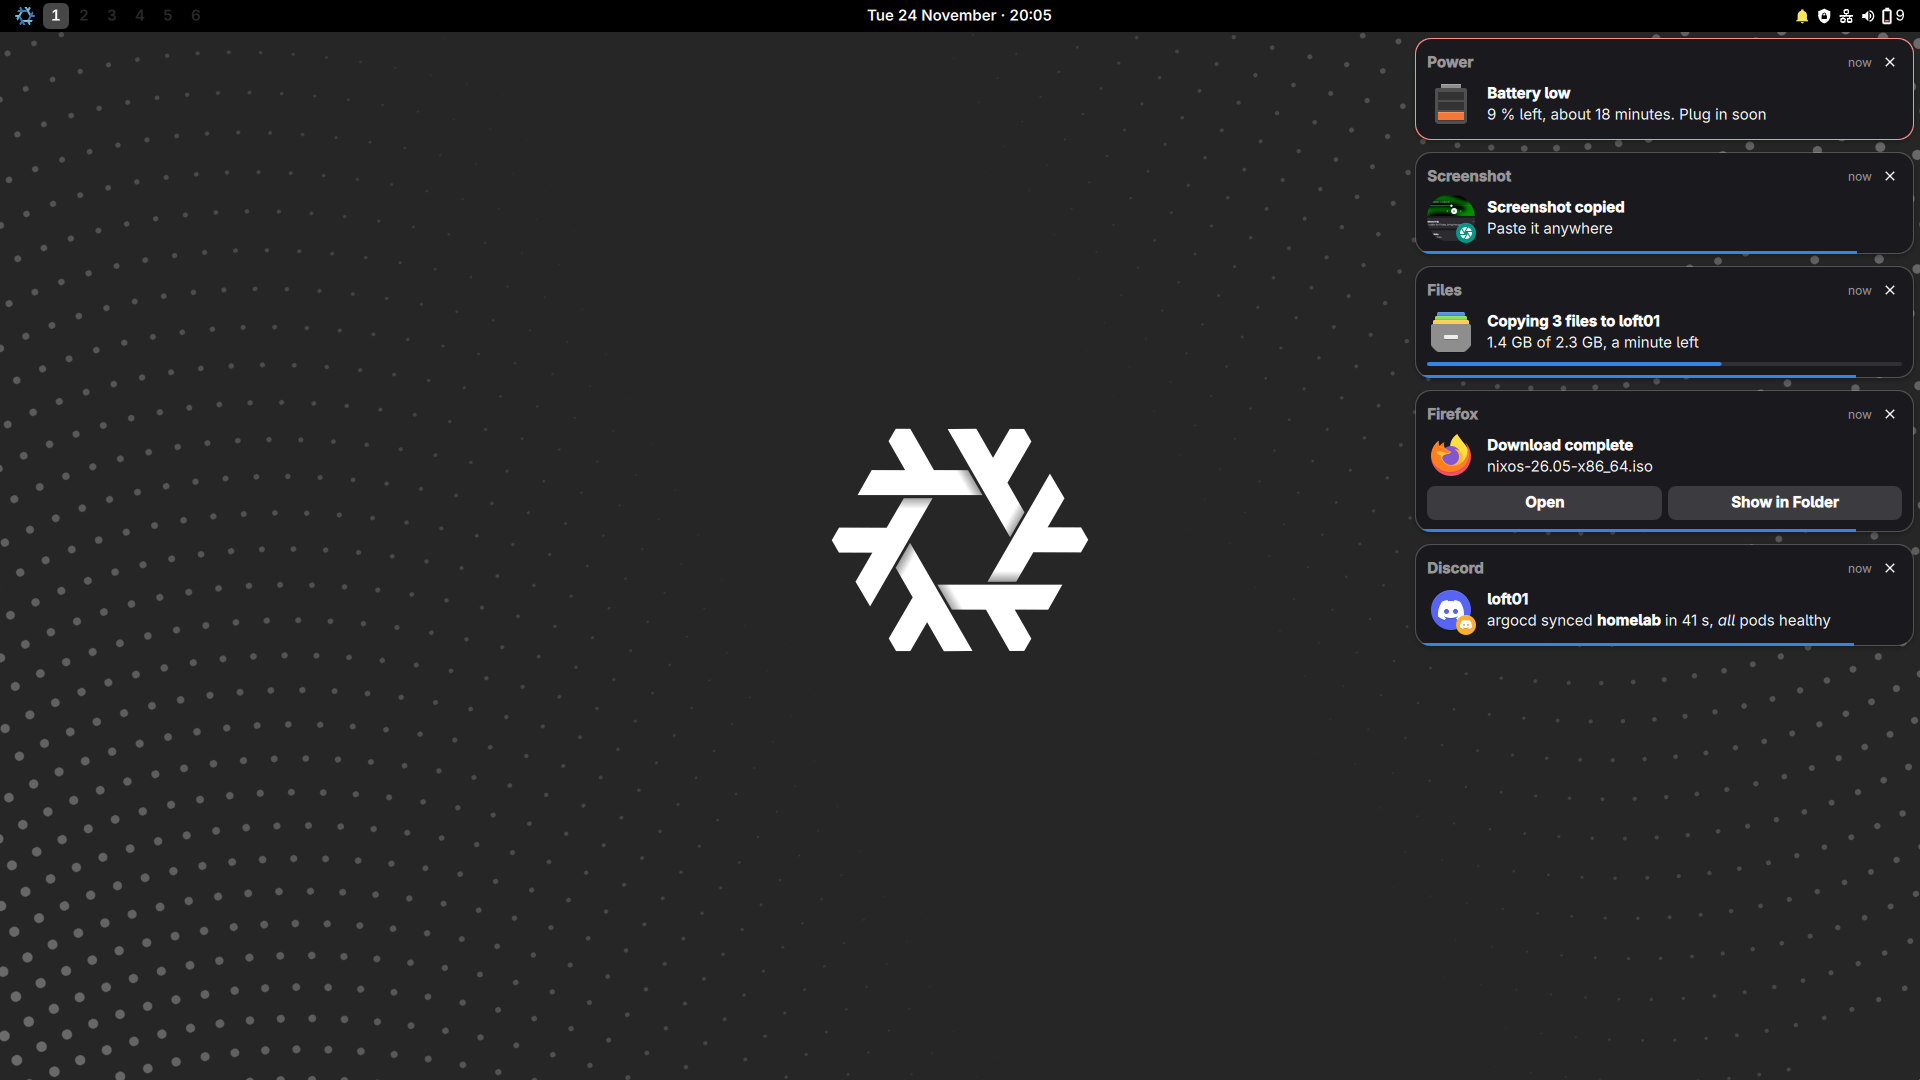 1 2 3 4 5 6
Tue 24 November · 20:05
9
Power now
Battery low
9 % left, about 18 minutes. Plug in soon
Screenshot now
Screenshot copied
Paste it anywhere
Files now
Copying 3 files to loft01
1.4 GB of 2.3 GB, a minute left
Firefox now
Download complete
nixos-26.05-x86_64.iso
Open Show in Folder
Discord now
loft01
argocd synced homelab in 41 s, all pods healthy